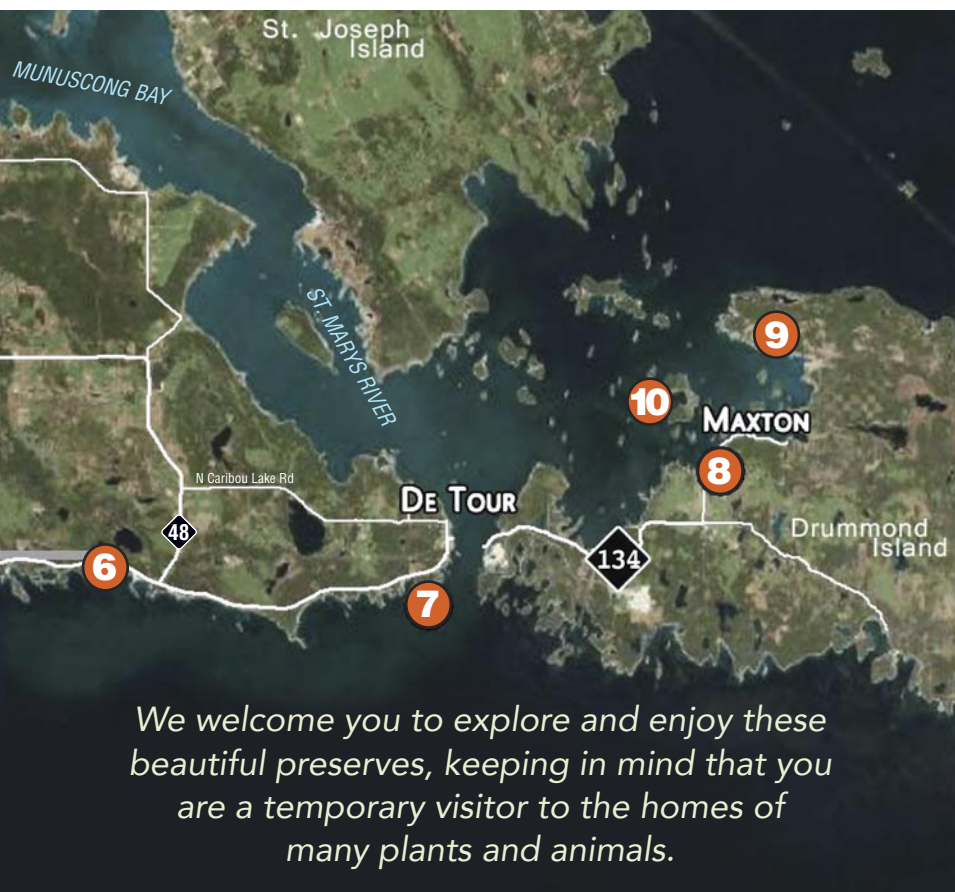 St. Joseph
Island
MUNUSCONG BAY
ST. MARYS RIVER
9
10
MAXTON
8
N Caribou Lake Rd
DE TOUR
48
134
Drummond
Island
6
7
We welcome you to explore and enjoy these
beautiful preserves, keeping in mind that you
are a temporary visitor to the homes of
many plants and animals.